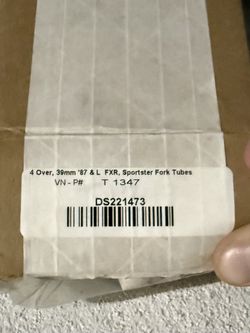 4 Over, 39mm '87 & L FXR, Sportster Fork Tubes
VN - P# T 1347
DS221473